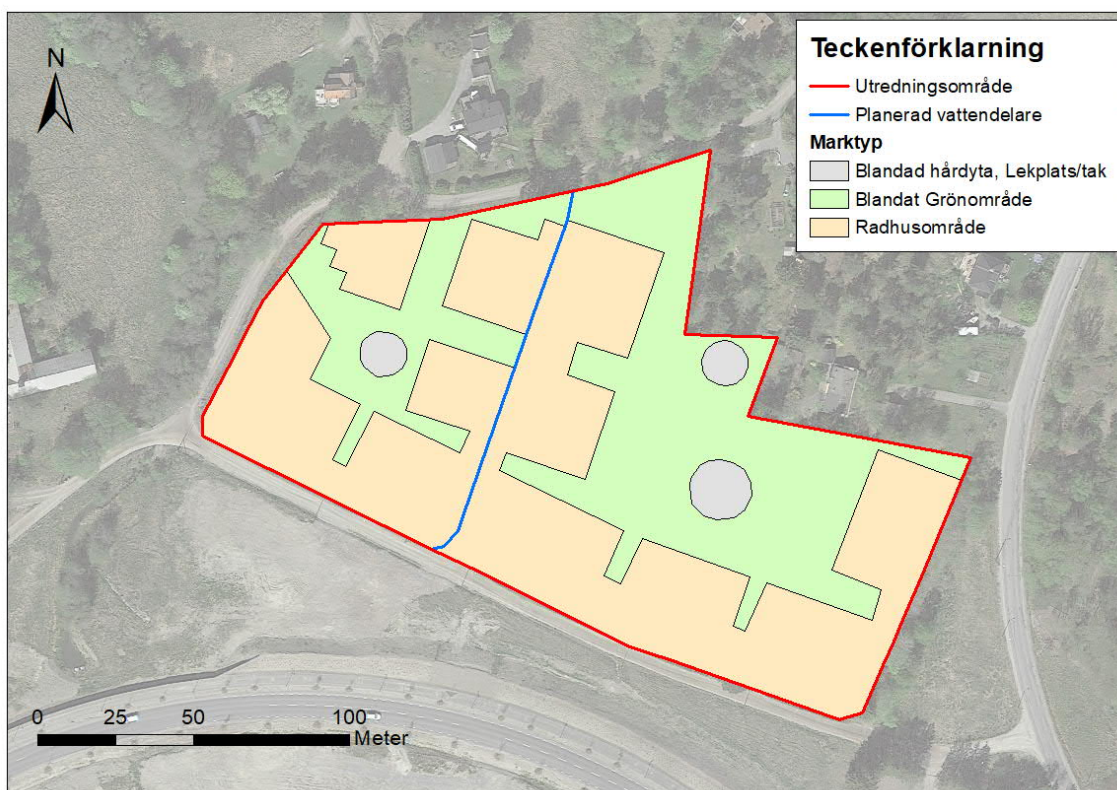 N
Teckenförklarning
Utredningsområde
Planerad vattendelare
Marktyp
Blandad hårdyta, Lekplats/tak
Blandat Grönområde
Radhusområde
0 25 50 100
Meter